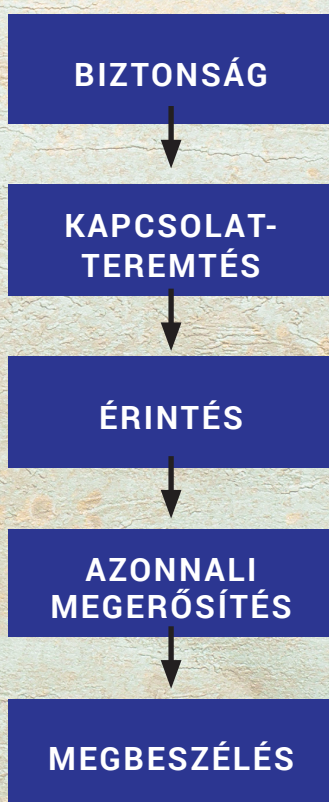 BIZTONSÁG
KAPCSOLAT-
TEREMTÉS
ÉRINTÉS
AZONNALI
MEGERŐSÍTÉS
MEGBESZÉLÉS